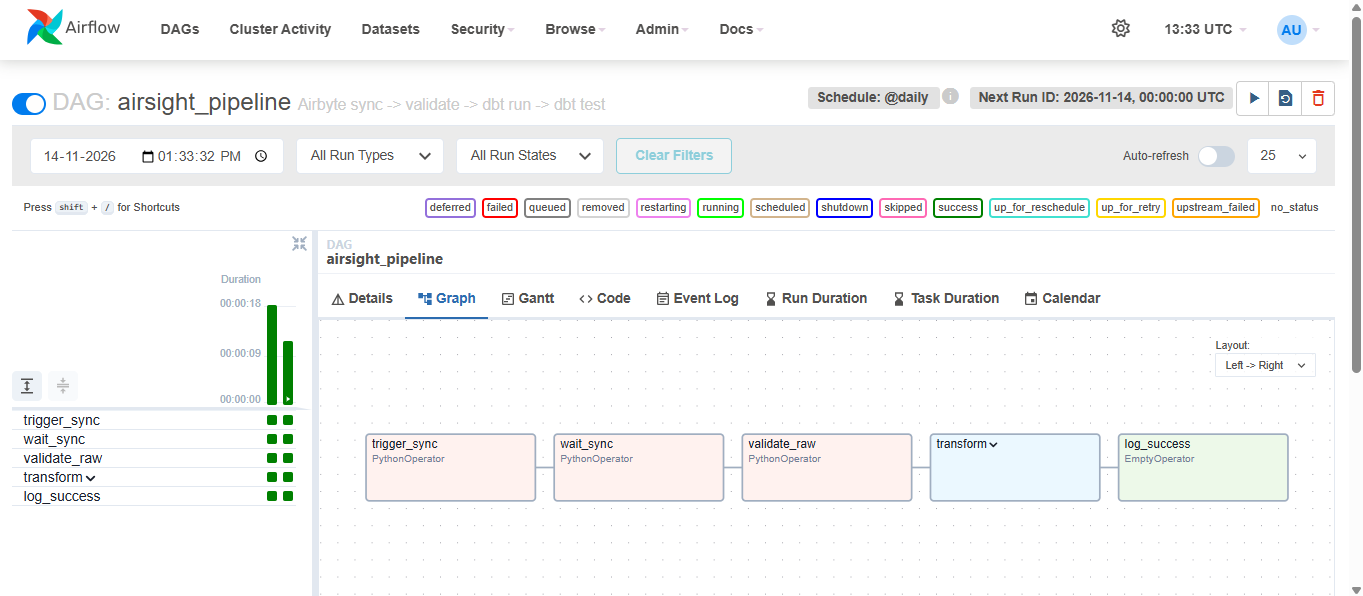 Airflow DAGs Cluster Activity Datasets Security Browse Admin Docs 13:33 UTC AU
DAG: airsight_pipeline Airbyte sync -> validate -> dbt run -> dbt test Schedule: @daily i Next Run ID: 2026-11-14, 00:00:00 UTC
14-11-2026 01:33:32 PM All Run Types All Run States Clear Filters Auto-refresh 25
Press shift + / for Shortcuts deferred failed queued removed restarting running scheduled shutdown skipped success up_for_reschedule up_for_retry upstream_failed no_status
DAG
airsight_pipeline
Duration
00:00:18
00:00:09
00:00:00
trigger_sync
wait_sync
validate_raw
transform
log_success
Details Graph Gantt Code Event Log Run Duration Task Duration Calendar
Layout:
Left -> Right
trigger_sync
PythonOperator
wait_sync
PythonOperator
validate_raw
PythonOperator
transform
log_success
EmptyOperator